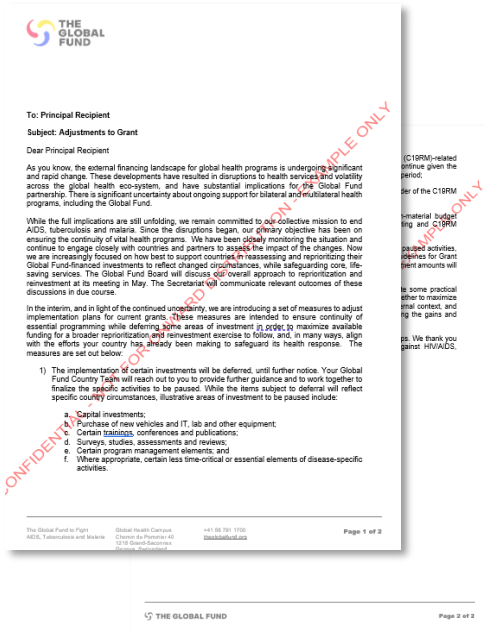 THE
GLOBAL
FUND
To: Principal Recipient
Subject: Adjustments to Grant
Dear Principal Recipient
As you know, the external financing landscape for global health programs is undergoing significant
and rapid change. These developments have resulted in disruptions to health services and volatility
across the global health eco-system, and have substantial implications for the Global Fund
partnership. There is significant uncertainty about ongoing support for bilateral and multilateral health
programs, including the Global Fund.
While the full implications are still unfolding, we remain committed to our collective mission to end
AIDS, tuberculosis and malaria. Since the disruptions began, our primary objective has been on
ensuring the continuity of vital health programs. We have been closely monitoring the situation and
continue to engage closely with countries and partners to assess the impact of the changes. Now
we are increasingly focused on how best to support countries in reassessing and reprioritizing their
Global Fund-financed investments to reflect changed circumstances, while safeguarding core, life-
saving services. The Global Fund Board will discuss our overall approach to reprioritization and
reinvestment at its meeting in May. The Secretariat will communicate relevant outcomes of these
discussions in due course.
In the interim, and in light of the continued uncertainty, we are introducing a set of measures to adjust
implementation plans for current grants. These measures are intended to ensure continuity of
essential programming while deferring some areas of investment in order to maximize available
funding for a broader reprioritization and reinvestment exercise to follow, and, in many ways, align
with the efforts your country has already been making to safeguard its health response. The
measures are set out below:
1) The implementation of certain investments will be deferred, until further notice. Your Global
Fund Country Team will reach out to you to provide further guidance and to work together to
finalize the specific activities to be paused. While the items subject to deferral will reflect
specific country circumstances, illustrative areas of investment to be paused include:
a. Capital investments;
b. Purchase of new vehicles and IT, lab and other equipment;
c. Certain trainings, conferences and publications;
d. Surveys, studies, assessments and reviews;
e. Certain program management elements; and
f. Where appropriate, certain less time-critical or essential elements of disease-specific
activities.
The Global Fund to Fight
AIDS, Tuberculosis and Malaria
Global Health Campus
Chemin du Pommier 40
1218 Grand-Saconnex
Geneva, Switzerland
+41 58 791 1700
theglobalfund.org
Page 1 of 2
(C19RM)-related
continue given the
period;
der of the C19RM
-material budget
ting and C19RM
paused activities,
idelines for Grant
ment amounts will
te some practical
ether to maximize
rnal context, and
ng the gains and
ps. We thank you
gainst HIV/AIDS,
THE GLOBAL FUND
Page 2 of 2